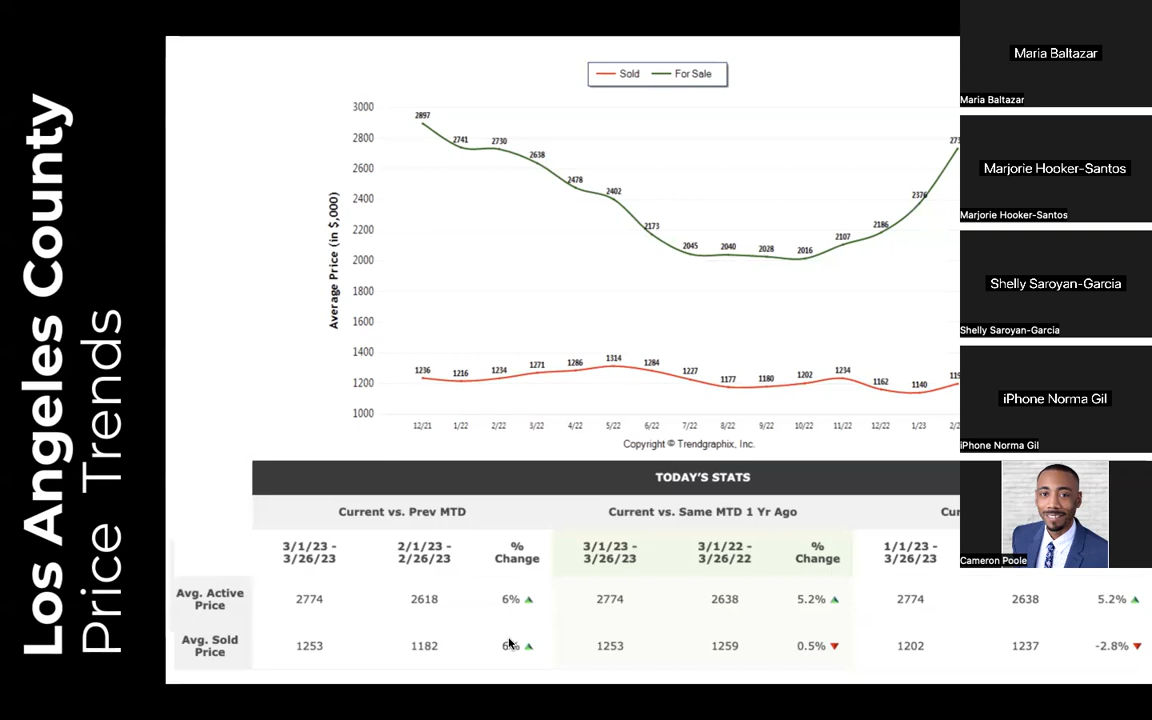 Los Angeles County
Price Trends
Sold For Sale
Average Price (in $,000)
3000
2800
2600
2400
2200
2000
1800
1600
1400
1200
1000
2897 2741 2730 2638 2478 2402 2173 2045 2040 2028 2016 2107 2186 2376
1236 1216 1234 1271 1286 1314 1284 1227 1177 1180 1202 1234 1162 1140
12/21 1/22 2/22 3/22 4/22 5/22 6/22 7/22 8/22 9/22 10/22 11/22 12/22 1/23
Copyright © Trendgraphix, Inc.
TODAY'S STATS
Current vs. Prev MTD Current vs. Same MTD 1 Yr Ago
3/1/23 - 2/1/23 - % 3/1/23 - 3/1/22 - % 1/1/23 -
3/26/23 2/26/23 Change 3/26/23 3/26/22 Change 3/26/23
Avg. Active Price 2774 2618 6% 2774 2638 5.2% 2774 2638 5.2%
Avg. Sold Price 1253 1182 6% 1253 1259 0.5% 1202 1237 -2.8%
Maria Baltazar
Maria Baltazar
Marjorie Hooker-Santos
Marjorie Hooker-Santos
Shelly Saroyan-Garcia
Shelly Saroyan-Garcia
iPhone Norma Gil
iPhone Norma Gil
Cameron Poole